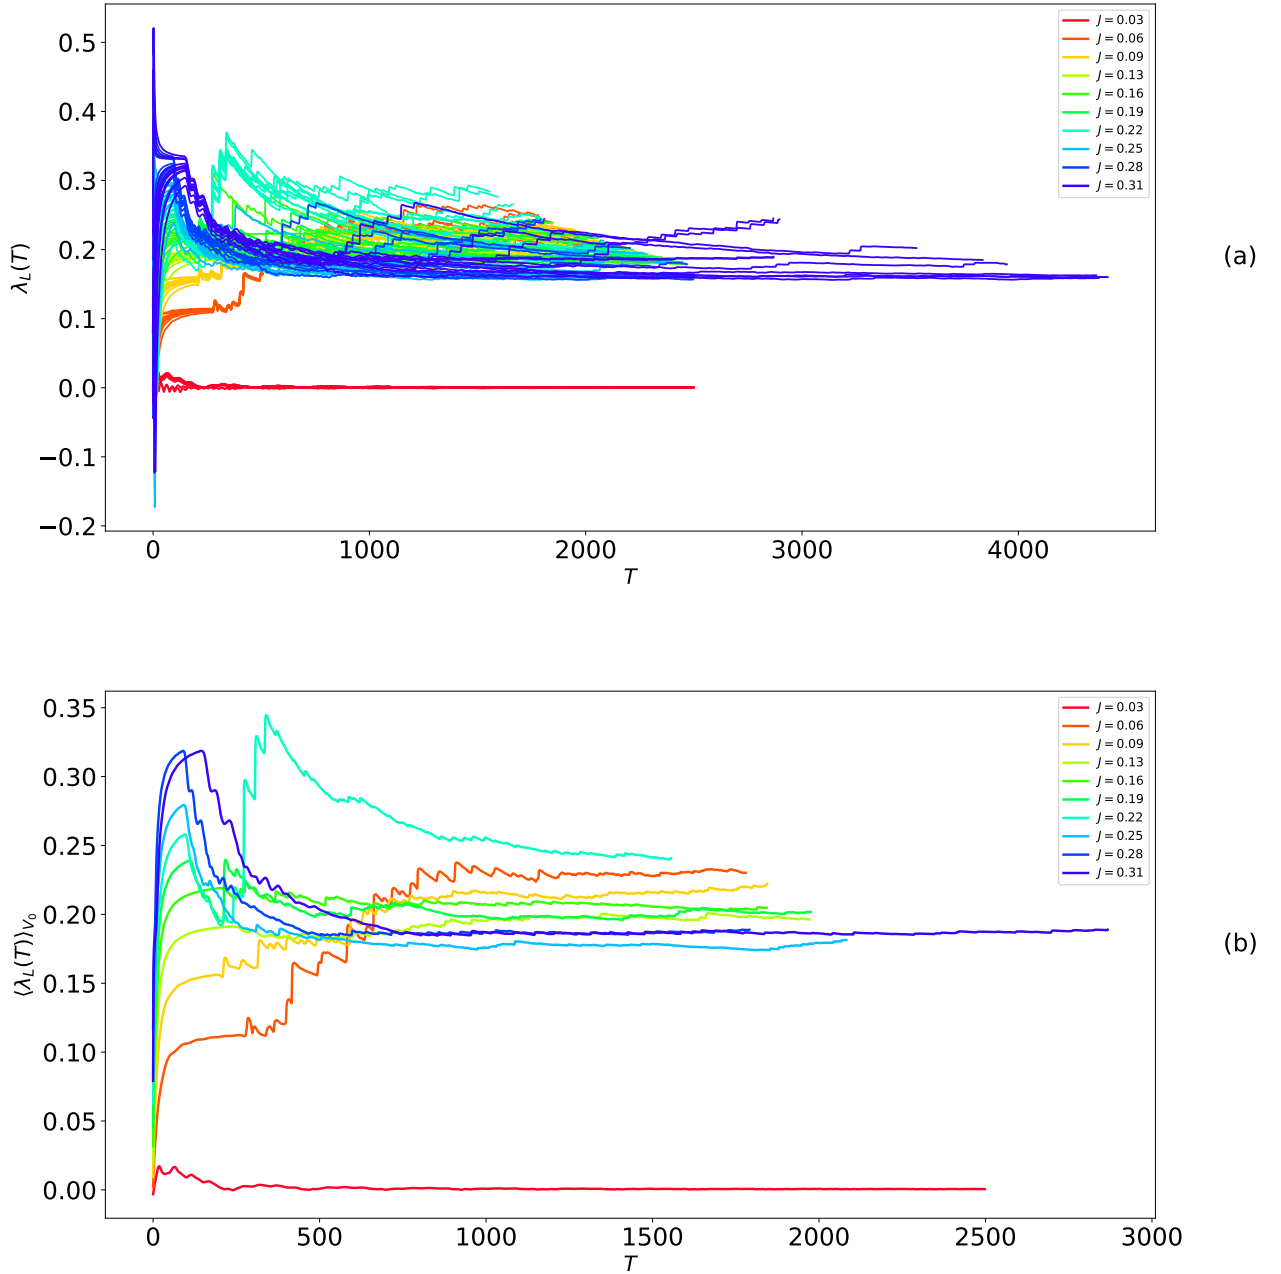 0.5
0.4
0.3
0.2
0.1
0.0
−0.1
−0.2
λ_L(T)
0
1000
2000
3000
4000
T
J = 0.03
J = 0.06
J = 0.09
J = 0.13
J = 0.16
J = 0.19
J = 0.22
J = 0.25
J = 0.28
J = 0.31
(a)
0.35
0.30
0.25
0.20
0.15
0.10
0.05
0.00
⟨λ_L(T)⟩_{V_0}
0
500
1000
1500
2000
2500
3000
T
J = 0.03
J = 0.06
J = 0.09
J = 0.13
J = 0.16
J = 0.19
J = 0.22
J = 0.25
J = 0.28
J = 0.31
(b)